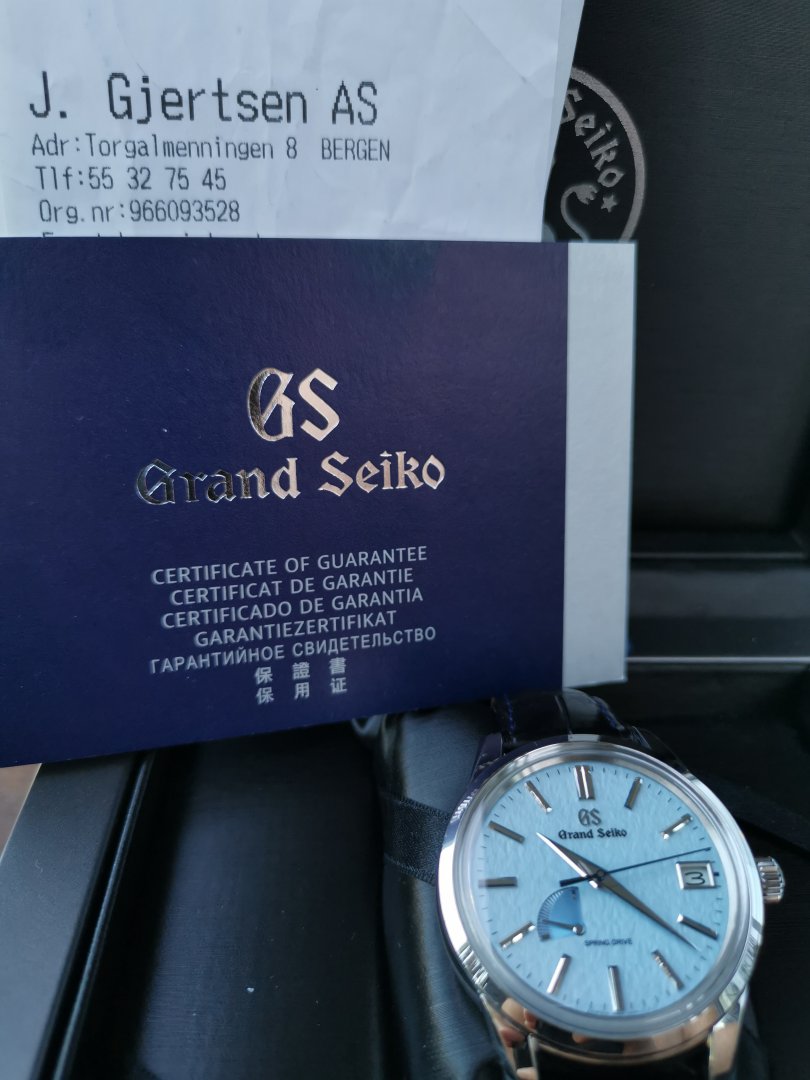 J. Gjertsen AS
Adr:Torgalmenningen 8 BERGEN
Tlf:55 32 75 45
Org.nr:966093528
Seiko
GS
Grand Seiko
CERTIFICATE OF GUARANTEE
CERTIFICAT DE GARANTIE
CERTIFICADO DE GARANTIA
GARANTIEZERTIFIKAT
ГАРАНТИЙНОЕ СВИДЕТЕЛЬСТВО
保證書
保用证
GS
Grand Seiko
3
SPRING DRIVE